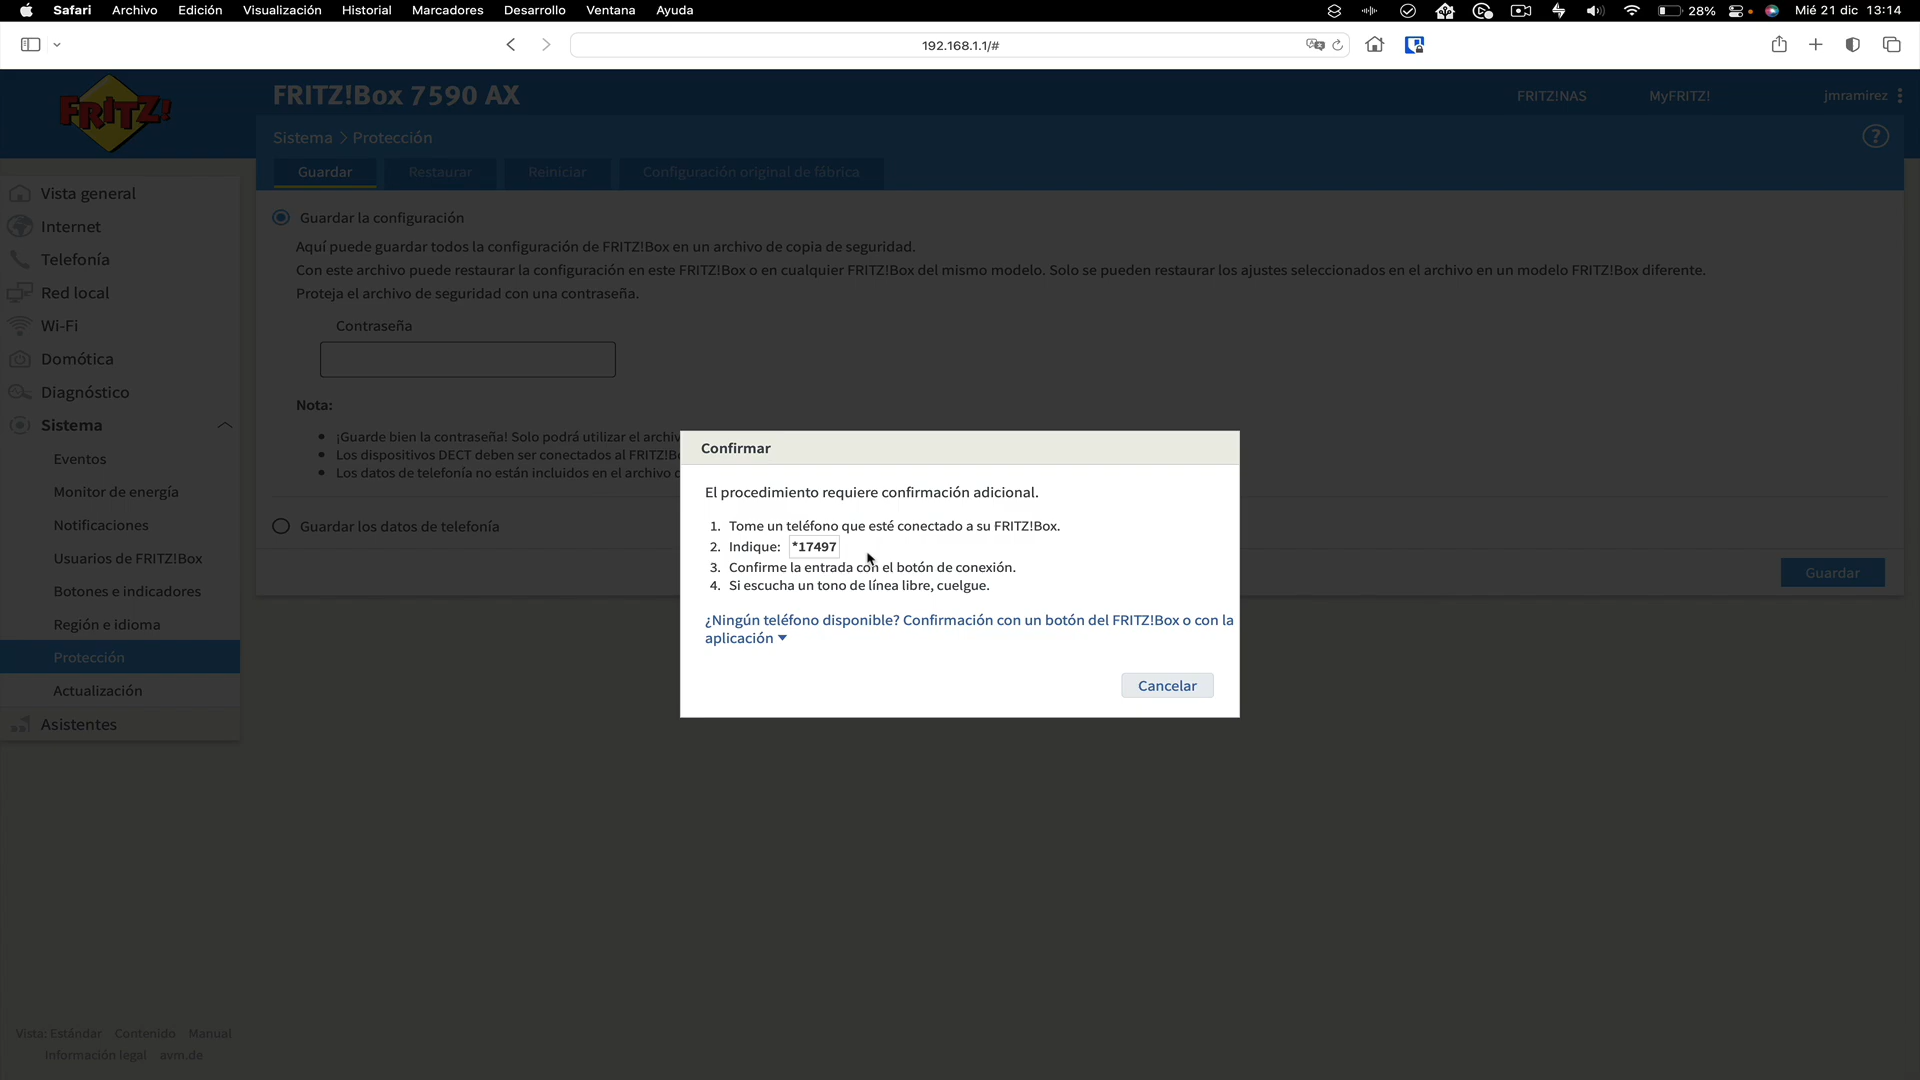 Safari Archivo Edición Visualización Historial Marcadores Desarrollo Ventana Ayuda 28% Mié 21 dic 13:14
192.168.1.1/#
FRITZ!
FRITZ!Box 7590 AX
FRITZ!NAS MyFRITZ! jmramirez
Sistema > Protección
?
Guardar Restaurar Reiniciar Configuración original de fábrica
Vista general
Internet
Telefonía
Red local
Wi-Fi
Domótica
Diagnóstico
Sistema
Eventos
Monitor de energía
Notificaciones
Usuarios de FRITZ!Box
Botones e indicadores
Región e idioma
Protección
Actualización
Asistentes
Guardar la configuración
Aquí puede guardar todos la configuración de FRITZ!Box en un archivo de copia de seguridad.
Con este archivo puede restaurar la configuración en este FRITZ!Box o en cualquier FRITZ!Box del mismo modelo. Solo se pueden restaurar los ajustes seleccionados en el archivo en un modelo FRITZ!Box diferente.
Proteja el archivo de seguridad con una contraseña.
Contraseña
Nota:
• ¡Guarde bien la contraseña! Solo podrá utilizar el archiv
• Los dispositivos DECT deben ser conectados al FRITZ!B
• Los datos de telefonía no están incluidos en el archivo
Guardar los datos de telefonía
Guardar
Confirmar
El procedimiento requiere confirmación adicional.
1. Tome un teléfono que esté conectado a su FRITZ!Box.
2. Indique: *17497
3. Confirme la entrada con el botón de conexión.
4. Si escucha un tono de línea libre, cuelgue.
¿Ningún teléfono disponible? Confirmación con un botón del FRITZ!Box o con la
aplicación
Cancelar
Vista: Estándar Contenido Manual
Información legal avm.de